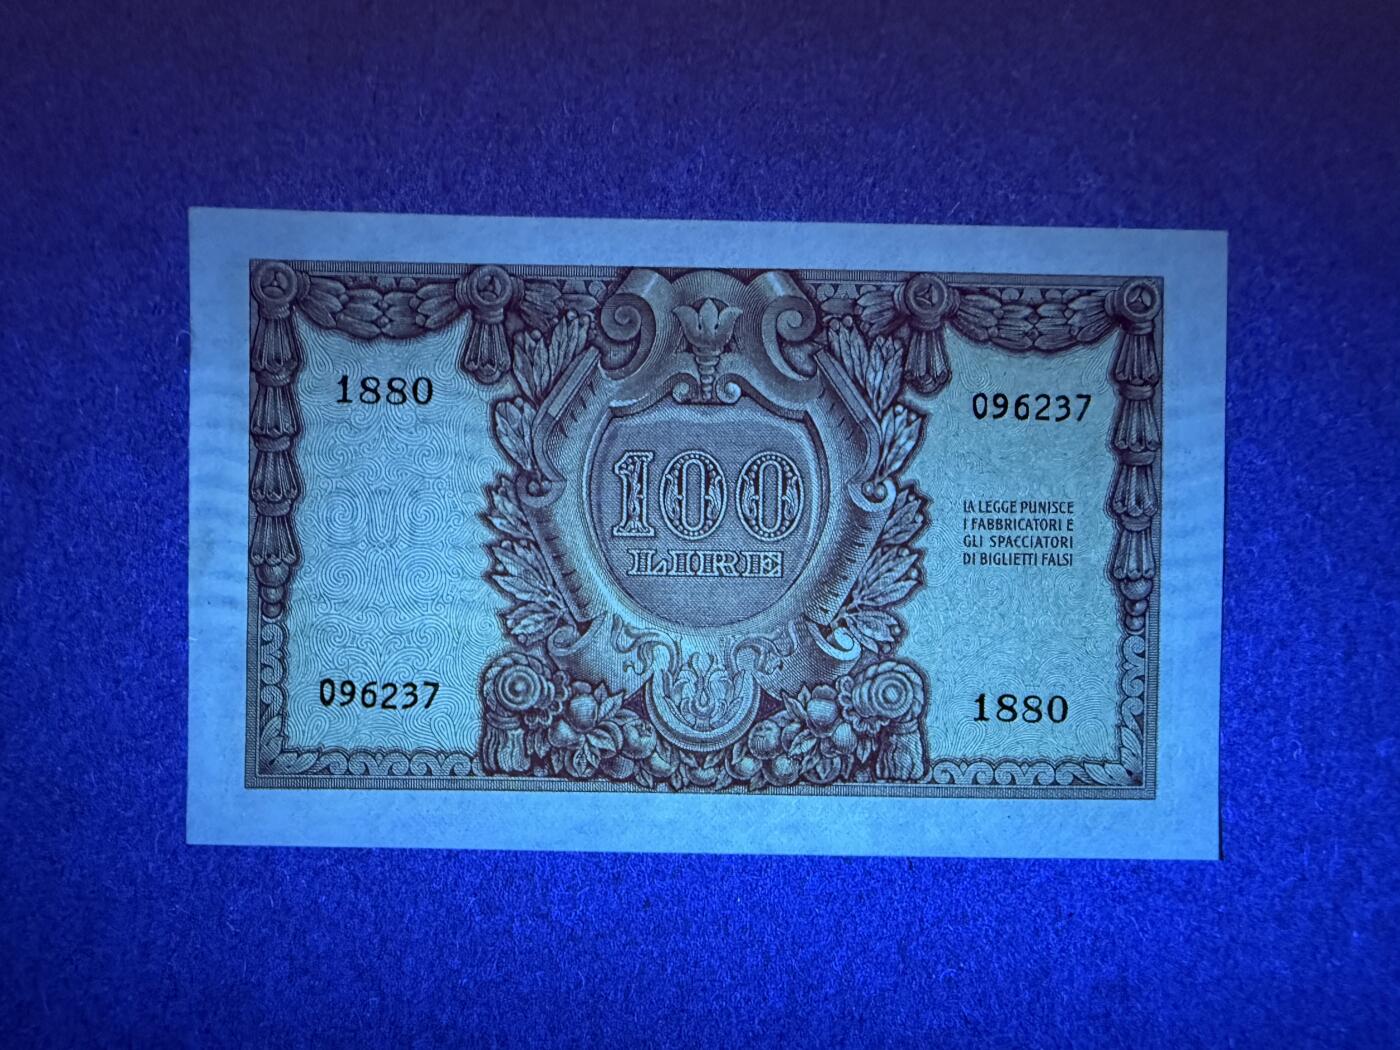 1880
096237
100
LIRE
LA LEGGE PUNISCE
I FABBRICATORI E
GLI SPACCIATORI
DI BIGLIETTI FALSI
096237
1880